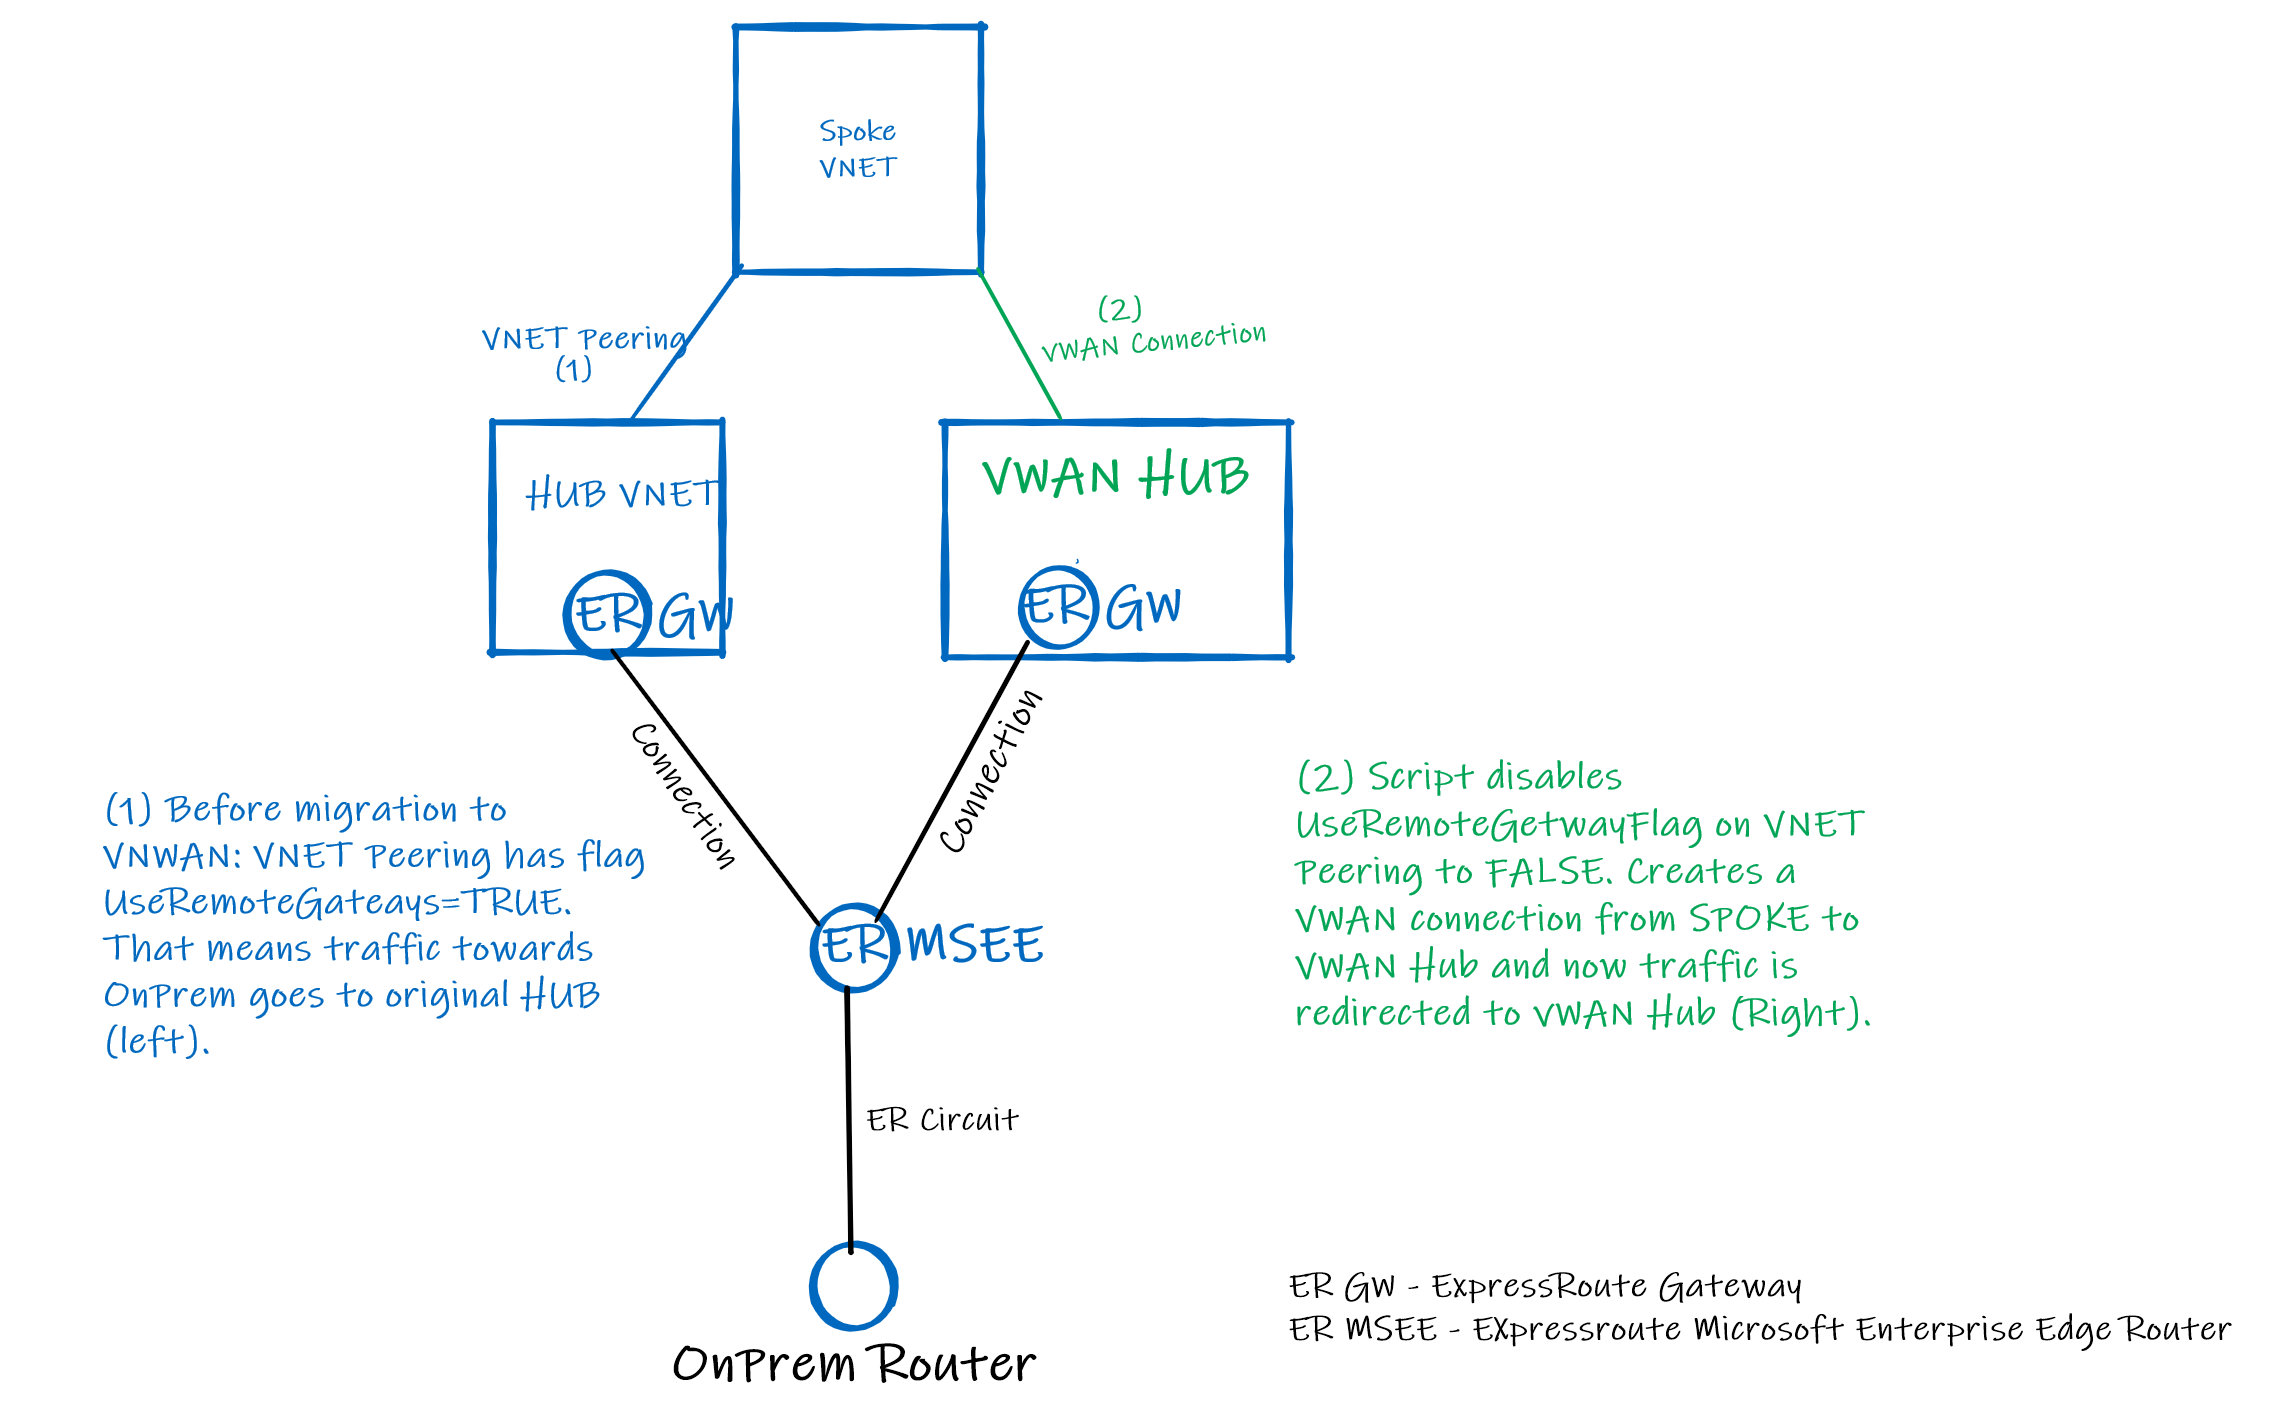 Spoke
VNET
VNET Peering
(1)
(2)
VWAN Connection
HUB VNET
ER GW
VWAN HUB
ER GW
Connection
Connection
(1) Before migration to
VNWAN: VNET Peering has flag
UseRemoteGateays=TRUE.
That means traffic towards
OnPrem goes to original HUB
(left).
(2) Script disables
UseRemoteGetwayFlag on VNET
Peering to FALSE. Creates a
VWAN connection from SPOKE to
VWAN Hub and now traffic is
redirected to VWAN Hub (Right).
ER MSEE
ER Circuit
OnPrem Router
ER GW - ExpressRoute Gateway
ER MSEE - EXpressroute Microsoft Enterprise Edge Router